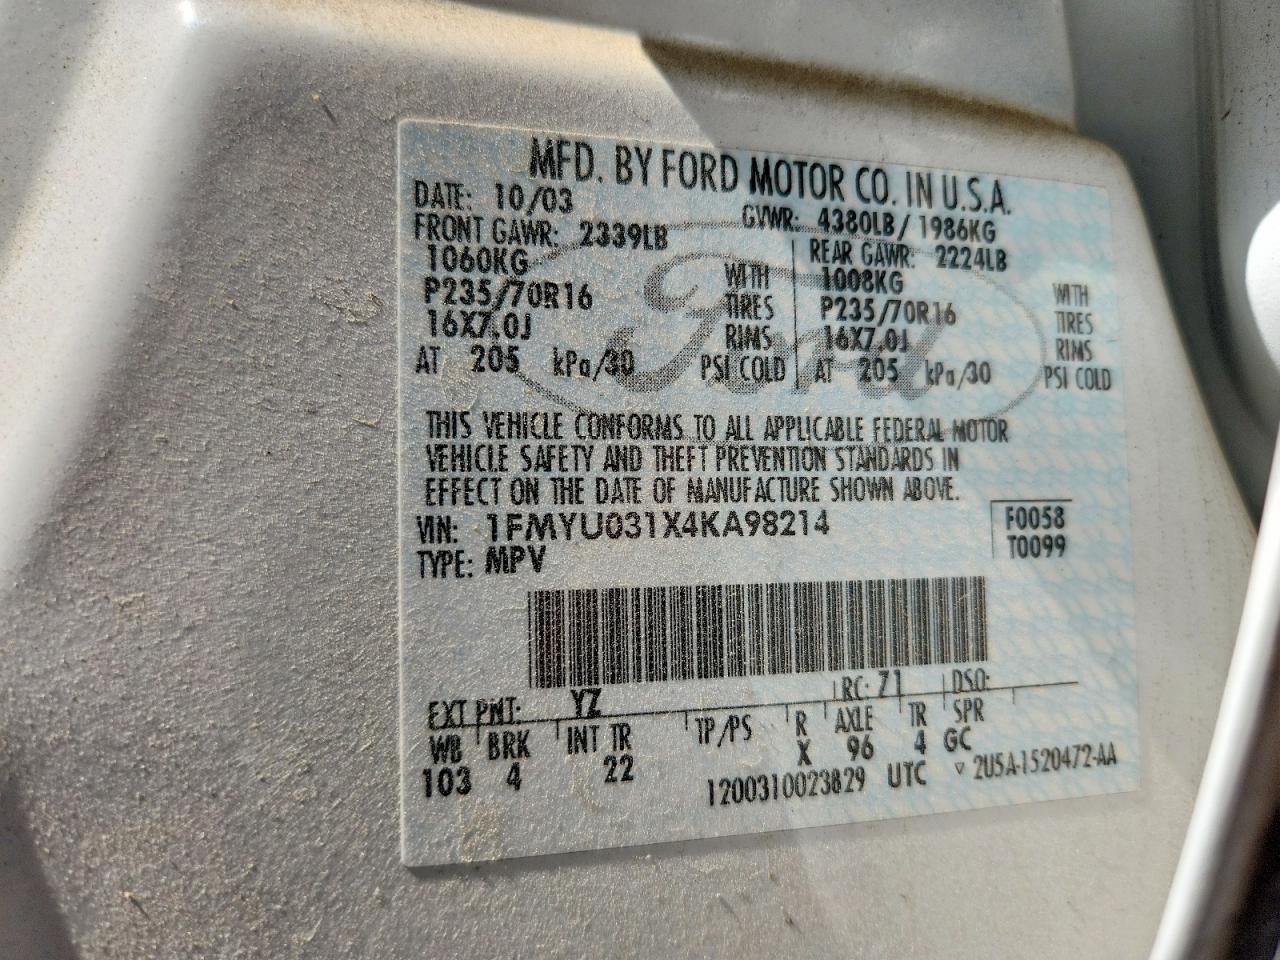 MFD. BY FORD MOTOR CO. IN U.S.A.
DATE: 10/03 GVWR: 4380LB / 1986KG
FRONT GAWR: 2339LB REAR GAWR: 2224LB
1060KG WITH 1008KG WITH
P235/70R16 TIRES P235/70R16 TIRES
16X7.0J RIMS 16X7.0J RIMS
AT 205 kPa/30 PSI COLD AT 205 kPa/30 PSI COLD
Ford
THIS VEHICLE CONFORMS TO ALL APPLICABLE FEDERAL MOTOR
VEHICLE SAFETY AND THEFT PREVENTION STANDARDS IN
EFFECT ON THE DATE OF MANUFACTURE SHOWN ABOVE.
VIN: 1FMYU031X4KA98214 F0058
TYPE: MPV T0099
EXT PNT: YZ RC: 71 DSO:
WB BRK INT TR TP/PS R AXLE TR SPR
103 4 22 X 96 4 GC
1200310023829 UTC ▽ 2U5A-1520472-AA